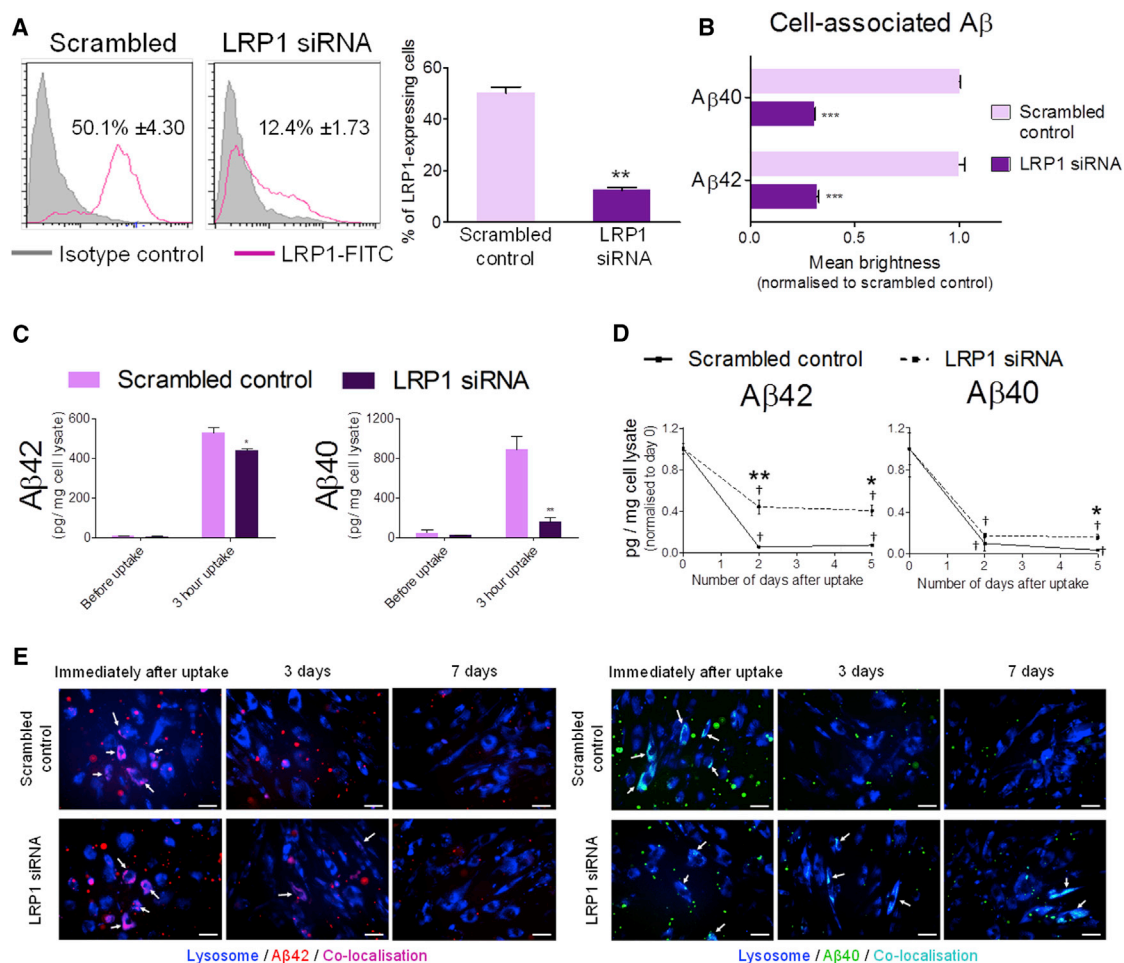 A
Scrambled
LRP1 siRNA
50.1% ±4.30
12.4% ±1.73
Isotype control
LRP1-FITC
% of LRP1-expressing cells
60
40
20
0
**
Scrambled
control
LRP1
siRNA
B
Cell-associated Aβ
Aβ40
Aβ42
***
***
0.0
0.5
1.0
Mean brightness
(normalised to scrambled control)
Scrambled
control
LRP1 siRNA
C
Scrambled control
LRP1 siRNA
Aβ42
(pg/ mg cell lysate)
600
400
200
0
*
Before uptake
3 hour uptake
Aβ40
(pg/ mg cell lysate)
1200
800
400
0
**
Before uptake
3 hour uptake
D
Scrambled control
LRP1 siRNA
Aβ42
Aβ40
pg/ mg cell lysate
(normalised to day 0)
1.2
0.8
0.4
0.0
**
†
†
*
†
†
0 1 2 3 4 5
Number of days after uptake
1.2
0.8
0.4
0.0
†
†
*
†
†
0 1 2 3 4 5
Number of days after uptake
E
Immediately after uptake
3 days
7 days
Scrambled
control
LRP1 siRNA
Lysosome / Aβ42 / Co-localisation
Immediately after uptake
3 days
7 days
Scrambled
control
LRP1 siRNA
Lysosome / Aβ40 / Co-localisation